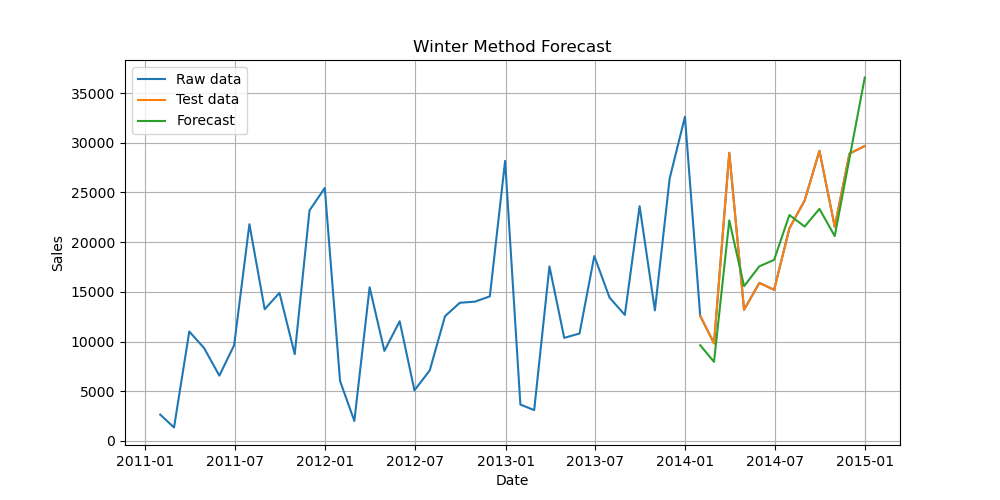 Winter Method Forecast
Raw data
Test data
Forecast
35000
30000
25000
20000
15000
10000
5000
0
Sales
2011-01 2011-07 2012-01 2012-07 2013-01 2013-07 2014-01 2014-07 2015-01
Date